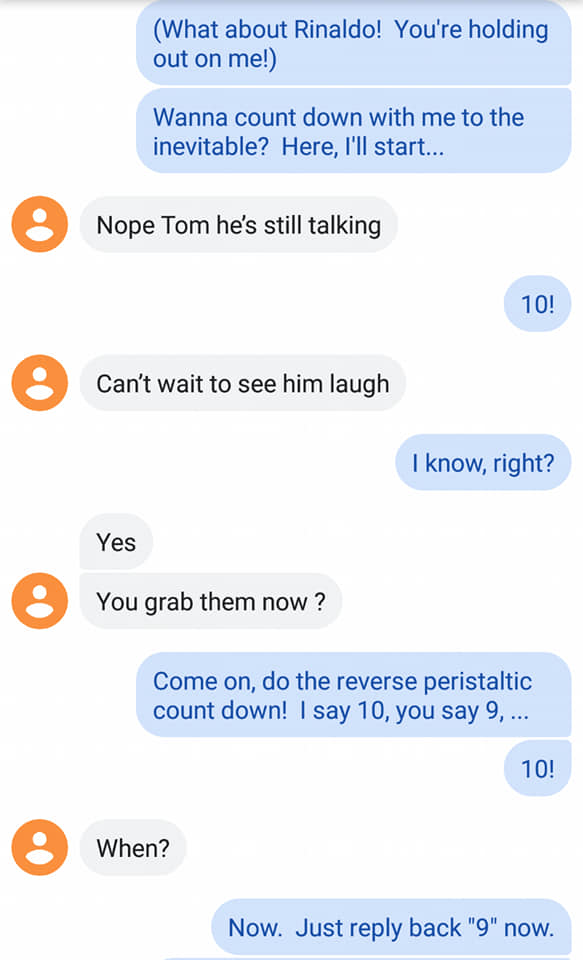 (What about Rinaldo!  You're holding
out on me!)
Wanna count down with me to the
inevitable?  Here, I'll start...
Nope Tom he’s still talking
10!
Can’t wait to see him laugh
I know, right?
Yes
You grab them now ?
Come on, do the reverse peristaltic
count down!  I say 10, you say 9, ...
10!
When?
Now.  Just reply back "9" now.